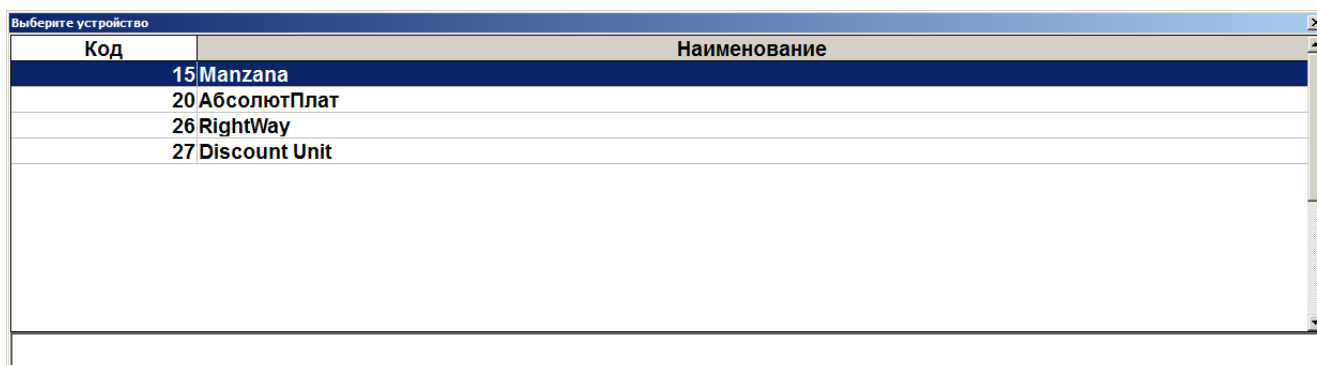 Выберите устройство
Код Наименование
15 Manzana
20 АбсолютПлат
26 RightWay
27 Discount Unit